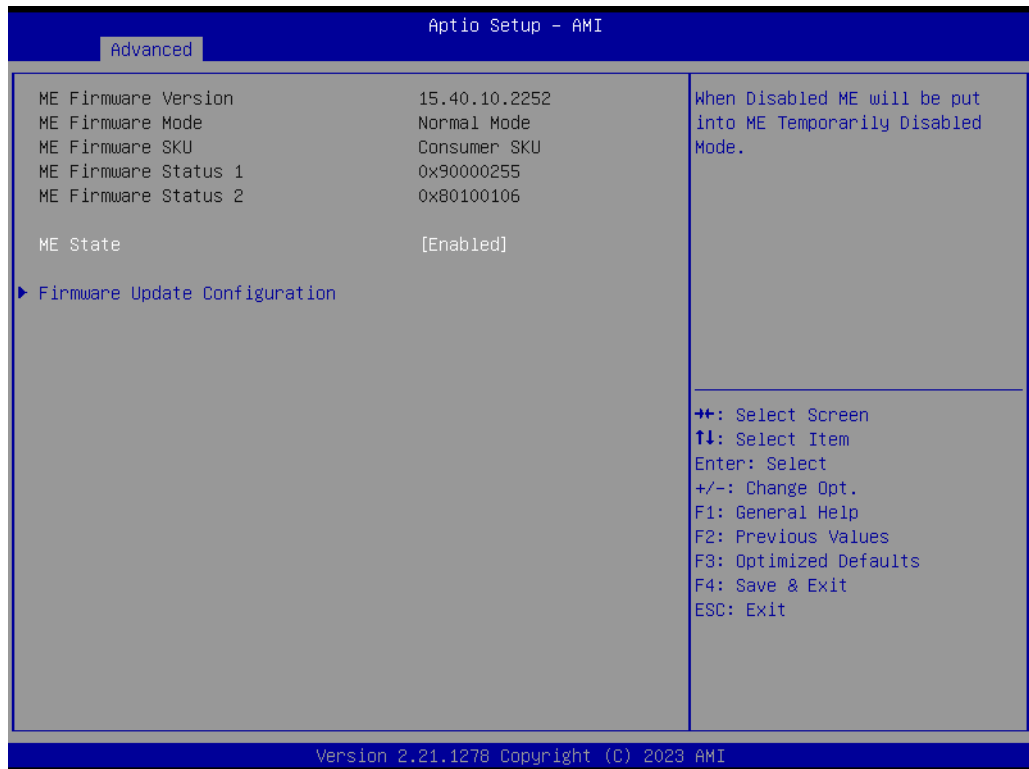 Aptio Setup – AMI
Advanced
ME Firmware Version 15.40.10.2252
ME Firmware Mode Normal Mode
ME Firmware SKU Consumer SKU
ME Firmware Status 1 0x90000255
ME Firmware Status 2 0x80100106
ME State [Enabled]
▶ Firmware Update Configuration
When Disabled ME will be put
into ME Temporarily Disabled
Mode.
→←: Select Screen
↑↓: Select Item
Enter: Select
+/-: Change Opt.
F1: General Help
F2: Previous Values
F3: Optimized Defaults
F4: Save & Exit
ESC: Exit
Version 2.21.1278 Copyright (C) 2023 AMI